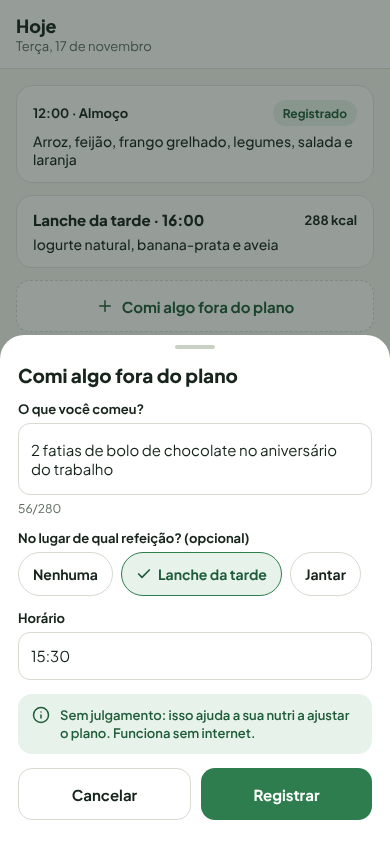 Hoje
Terça, 17 de novembro
12:00 · Almoço
Registrado
Arroz, feijão, frango grelhado, legumes, salada e
laranja
Lanche da tarde · 16:00
288 kcal
Iogurte natural, banana-prata e aveia
+ Comi algo fora do plano
Comi algo fora do plano
O que você comeu?
2 fatias de bolo de chocolate no aniversário
do trabalho
56/280
No lugar de qual refeição? (opcional)
Nenhuma
Lanche da tarde
Jantar
Horário
15:30
Sem julgamento: isso ajuda a sua nutri a ajustar
o plano. Funciona sem internet.
Cancelar
Registrar